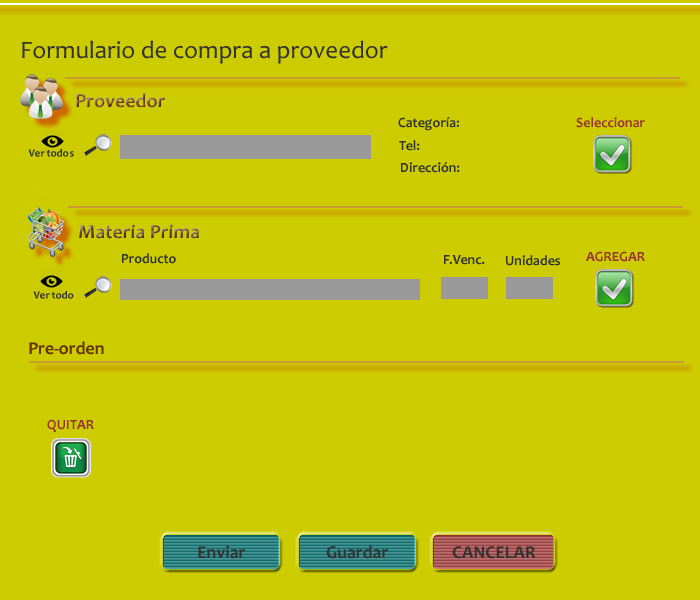 Formulario de compra a proveedor
Proveedor
Categoría:
Seleccionar
Tel:
Ver todos
Dirección:
Materia Prima
Producto
F.Venc.
Unidades
AGREGAR
Ver todo
Pre-orden
QUITAR
Enviar
Guardar
CANCELAR